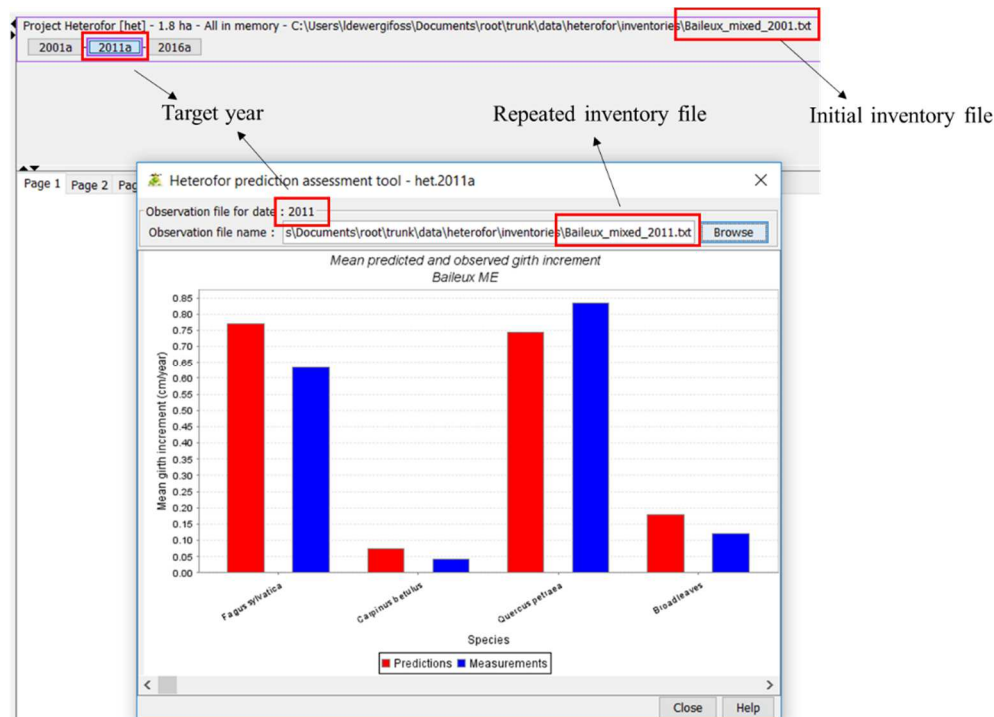 Project Heterofor [het] - 1.8 ha - All in memory - C:\Users\ldewergifoss\Documents\root\trunk\data\heterofor\inventories\Baileux_mixed_2001.txt
2001a 2011a 2016a
Target year
Repeated inventory file
Initial inventory file
Page 1 Page 2 Pag
Heterofor prediction assessment tool - het.2011a
Observation file for date : 2011
Observation file name : s\Documents\root\trunk\data\heterofor\inventories\Baileux_mixed_2011.txt Browse
Mean predicted and observed girth increment
Baileux ME
Mean girth increment (cm/year)
0.85
0.80
0.75
0.70
0.65
0.60
0.55
0.50
0.45
0.40
0.35
0.30
0.25
0.20
0.15
0.10
0.05
0.00
Fagus sylvatica
Carpinus betulus
Quercus petraea
Broadleaves
Species
Predictions Measurements
Close Help